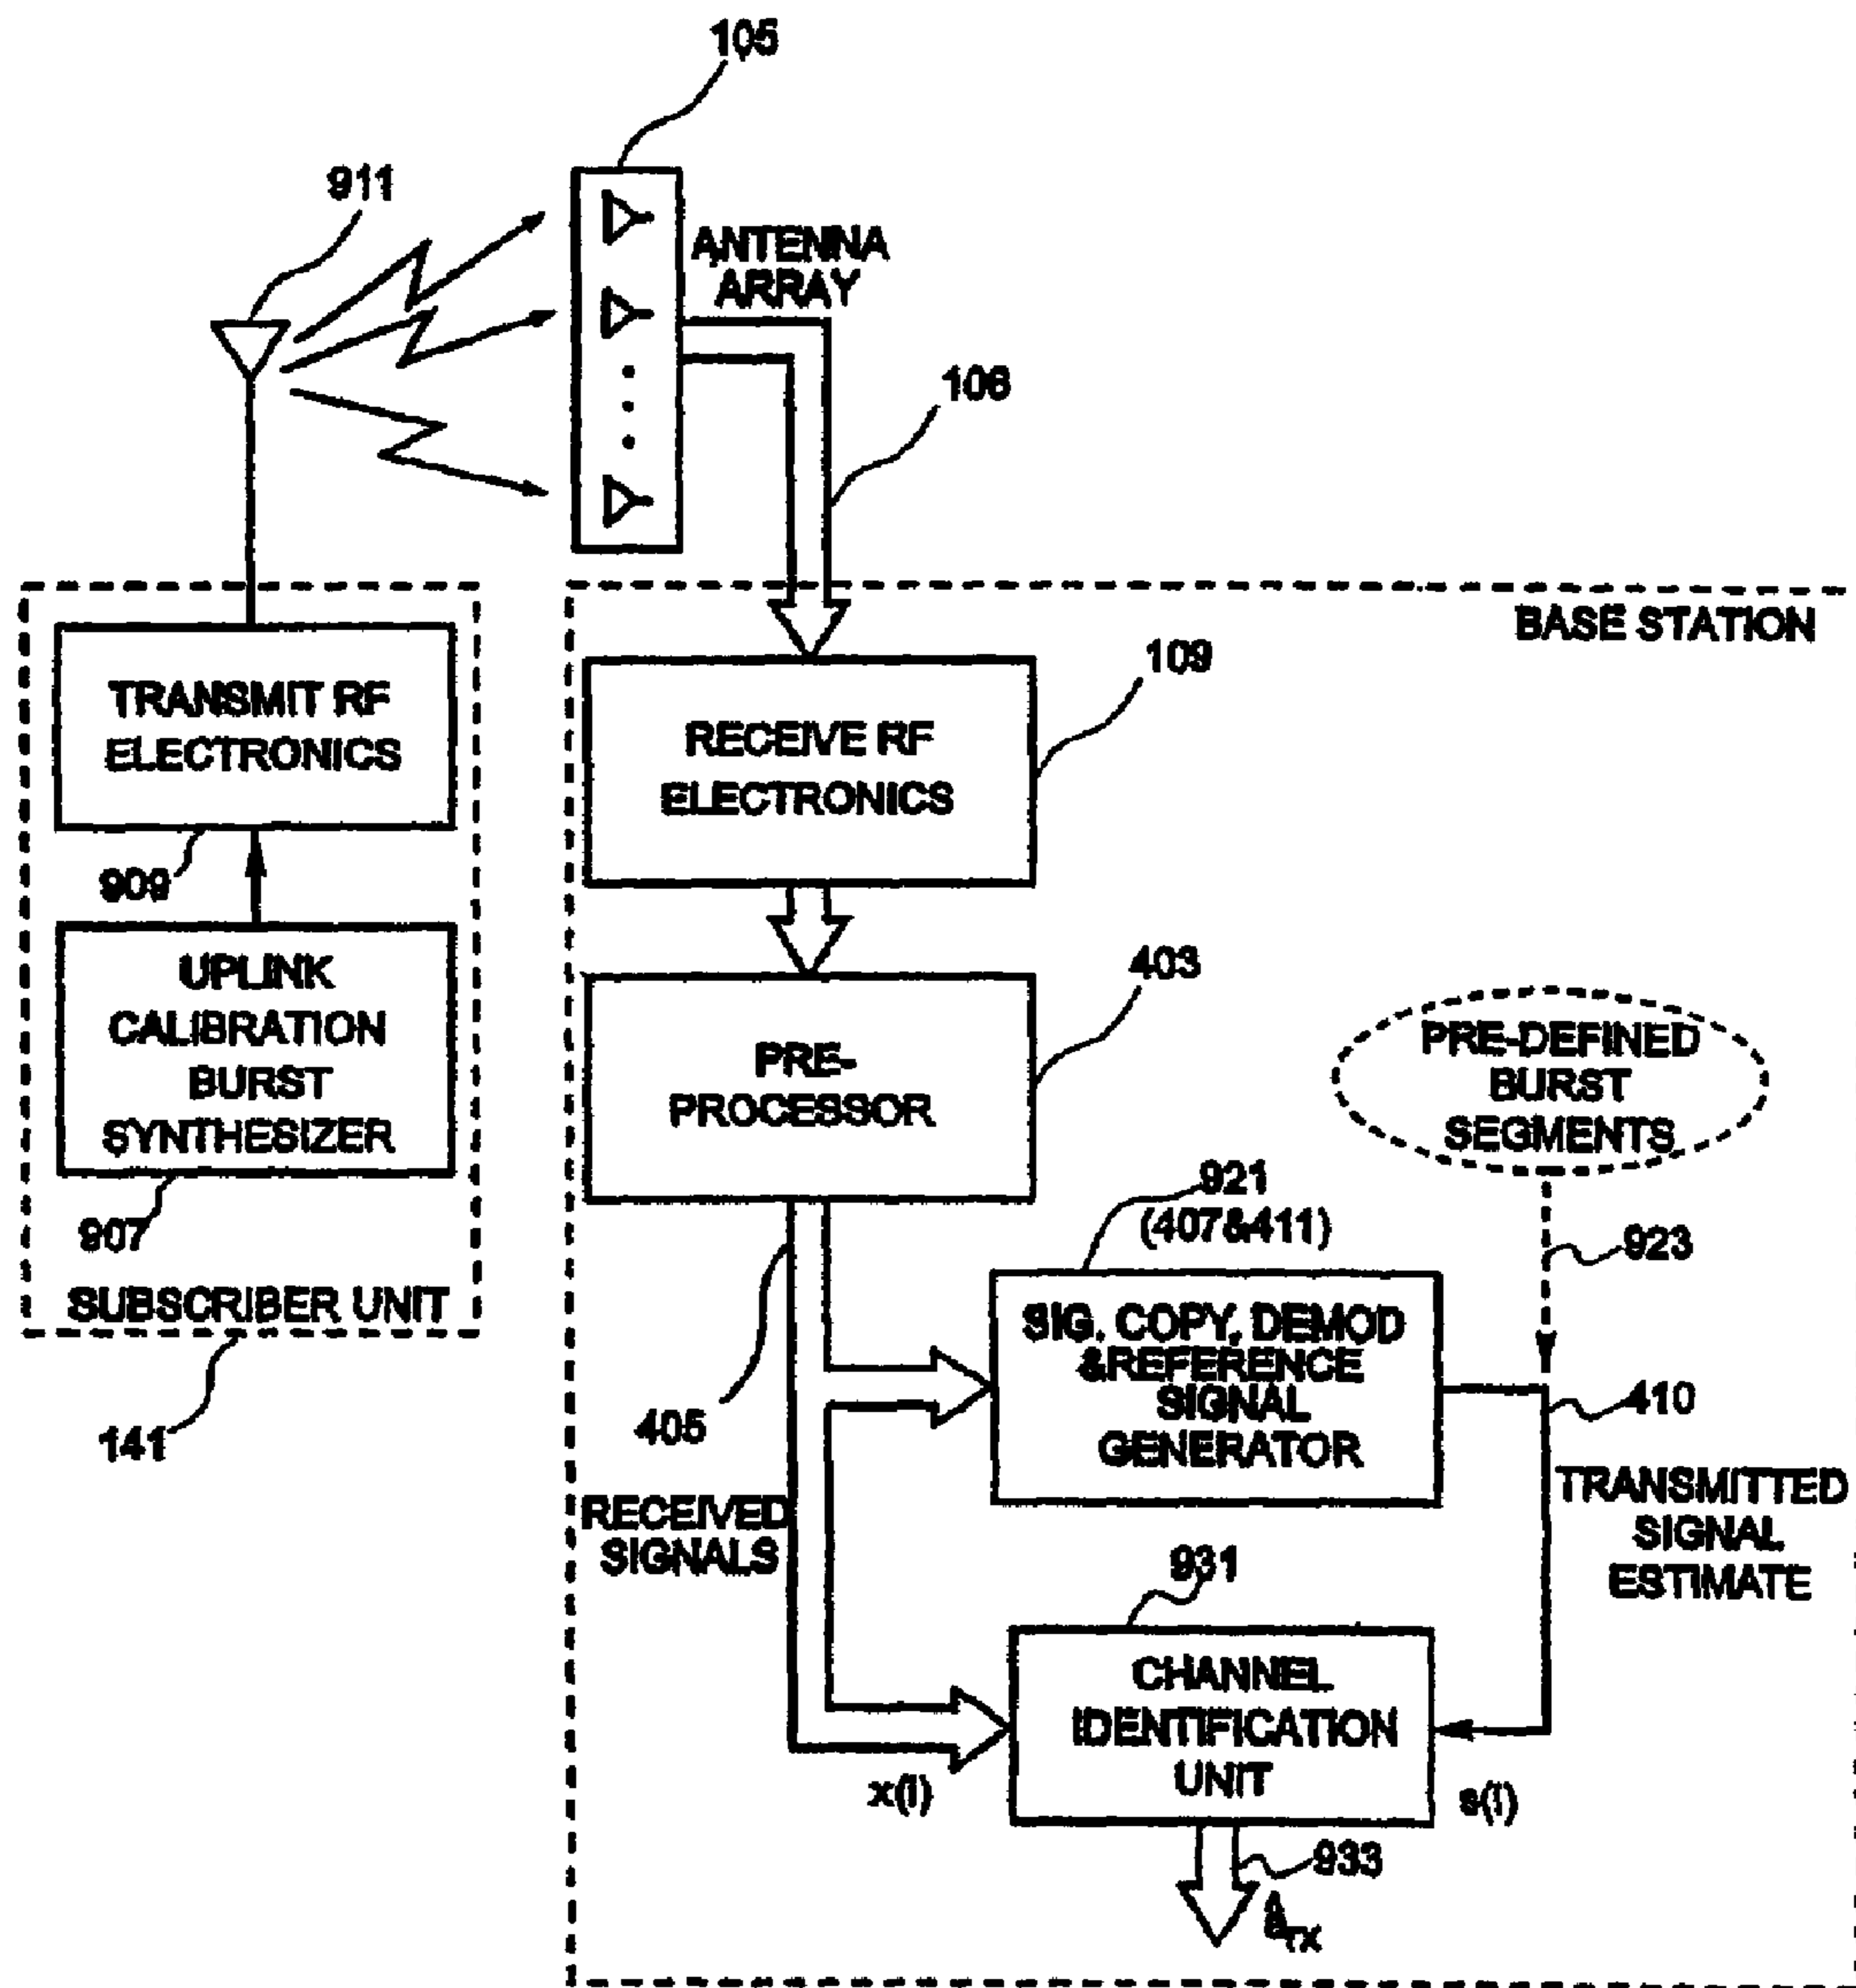 105
911
ANTENNA
ARRAY
106
BASE STATION
109
TRANSMIT RF
ELECTRONICS
RECEIVE RF
ELECTRONICS
909
403
UPLINK
CALIBRATION
BURST
SYNTHESIZER
PRE-
PROCESSOR
PRE-DEFINED
BURST
SEGMENTS
921
(407&411)
907
923
SUBSCRIBER UNIT
SIG. COPY, DEMOD
&REFERENCE
SIGNAL
GENERATOR
141
405
410
RECEIVED
SIGNALS
TRANSMITTED
SIGNAL
ESTIMATE
931
CHANNEL
IDENTIFICATION
UNIT
x(i)
s(i)
933